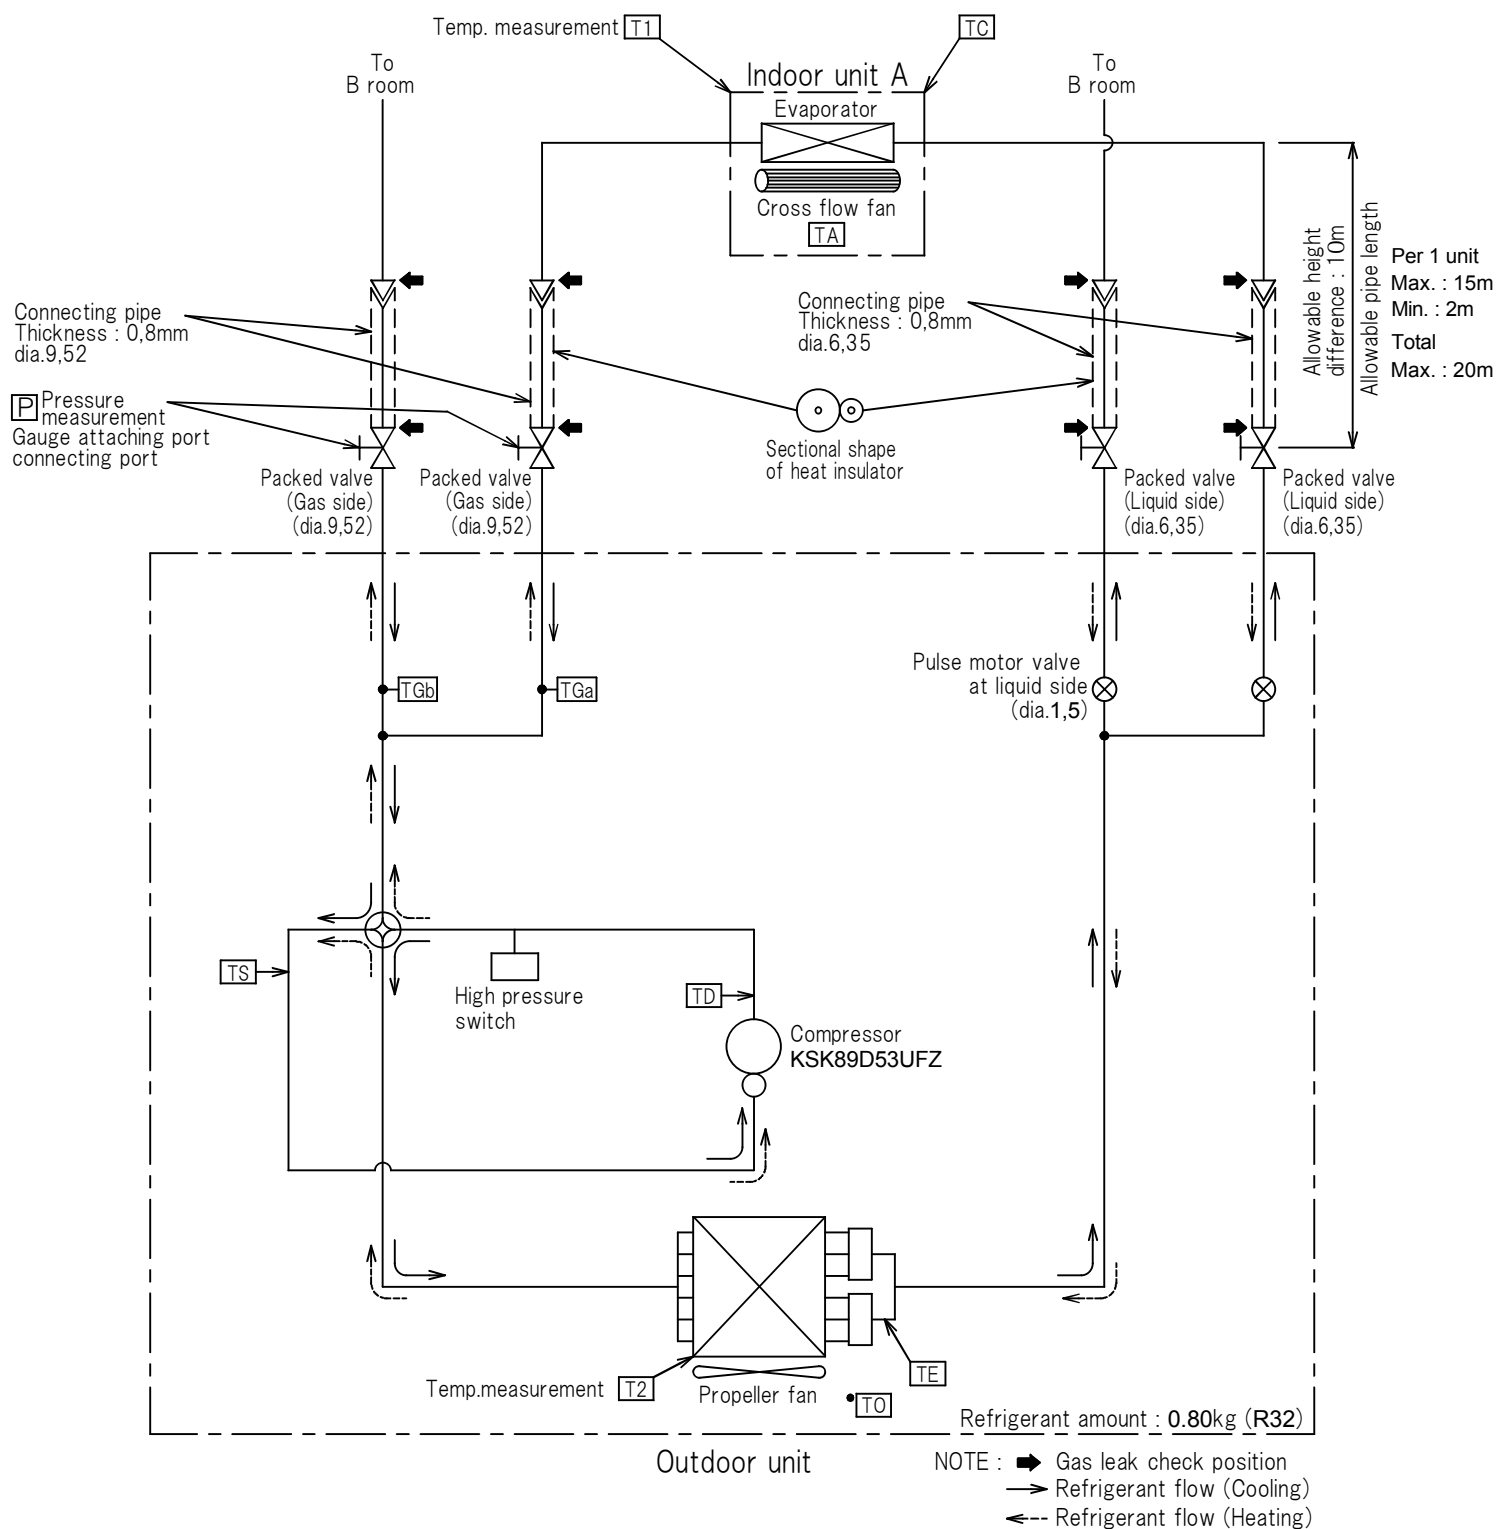 Temp. measurement T1
TC
To
B room
Indoor unit A
Evaporator
To
B room
Cross flow fan
TA
Connecting pipe
Thickness : 0,8mm
dia.9,52
Connecting pipe
Thickness : 0,8mm
dia.6,35
Allowable height
difference : 10m
Allowable pipe length
Per 1 unit
Max. : 15m
Min. : 2m
Total
Max. : 20m
P Pressure
measurement
Gauge attaching port
connecting port
Sectional shape
of heat insulator
Packed valve
(Gas side)
(dia.9,52)
Packed valve
(Gas side)
(dia.9,52)
Packed valve
(Liquid side)
(dia.6,35)
Packed valve
(Liquid side)
(dia.6,35)
TGb
TGa
Pulse motor valve
at liquid side
(dia.1,5)
TS
High pressure
switch
TD
Compressor
KSK89D53UFZ
Temp.measurement T2
Propeller fan
TE
TO
Refrigerant amount : 0.80kg (R32)
Outdoor unit
NOTE : Gas leak check position
Refrigerant flow (Cooling)
Refrigerant flow (Heating)